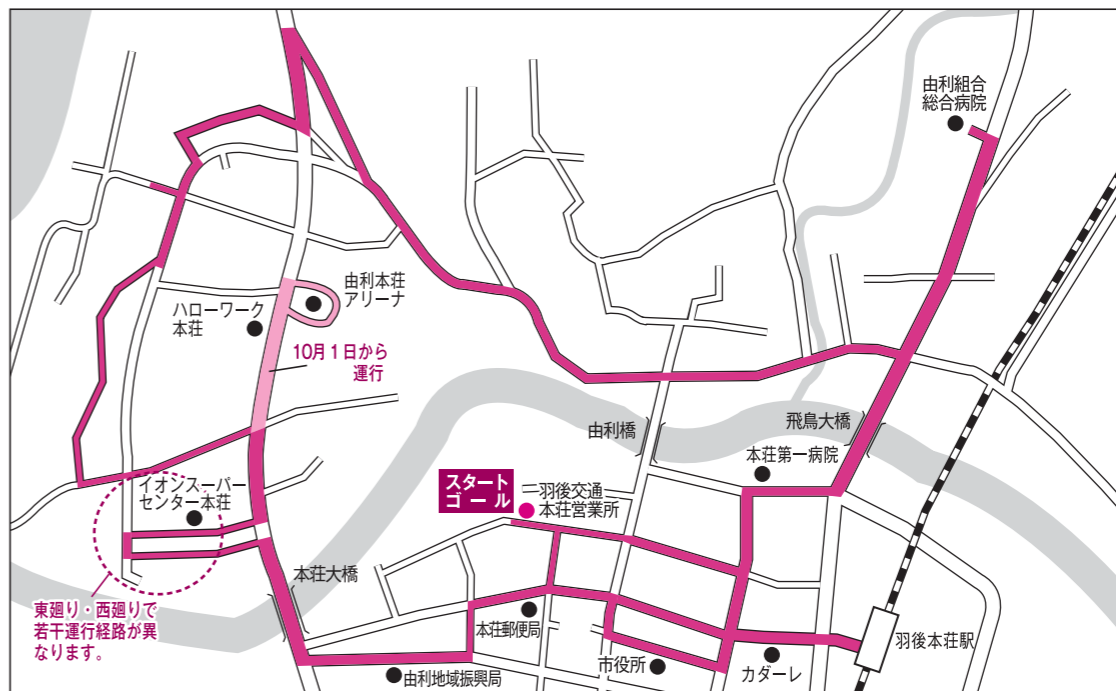 由利組合
総合病院
由利本荘
アリーナ
ハローワーク
本荘
10月1日から
運行
由利橋
飛鳥大橋
本荘第一病院
イオンスーパー
センター本荘
スタート
ゴール
羽後交通
本荘営業所
本荘大橋
東廻り・西廻りで
若干運行経路が異
なります。
本荘郵便局
市役所
カダーレ
羽後本荘駅
由利地域振興局